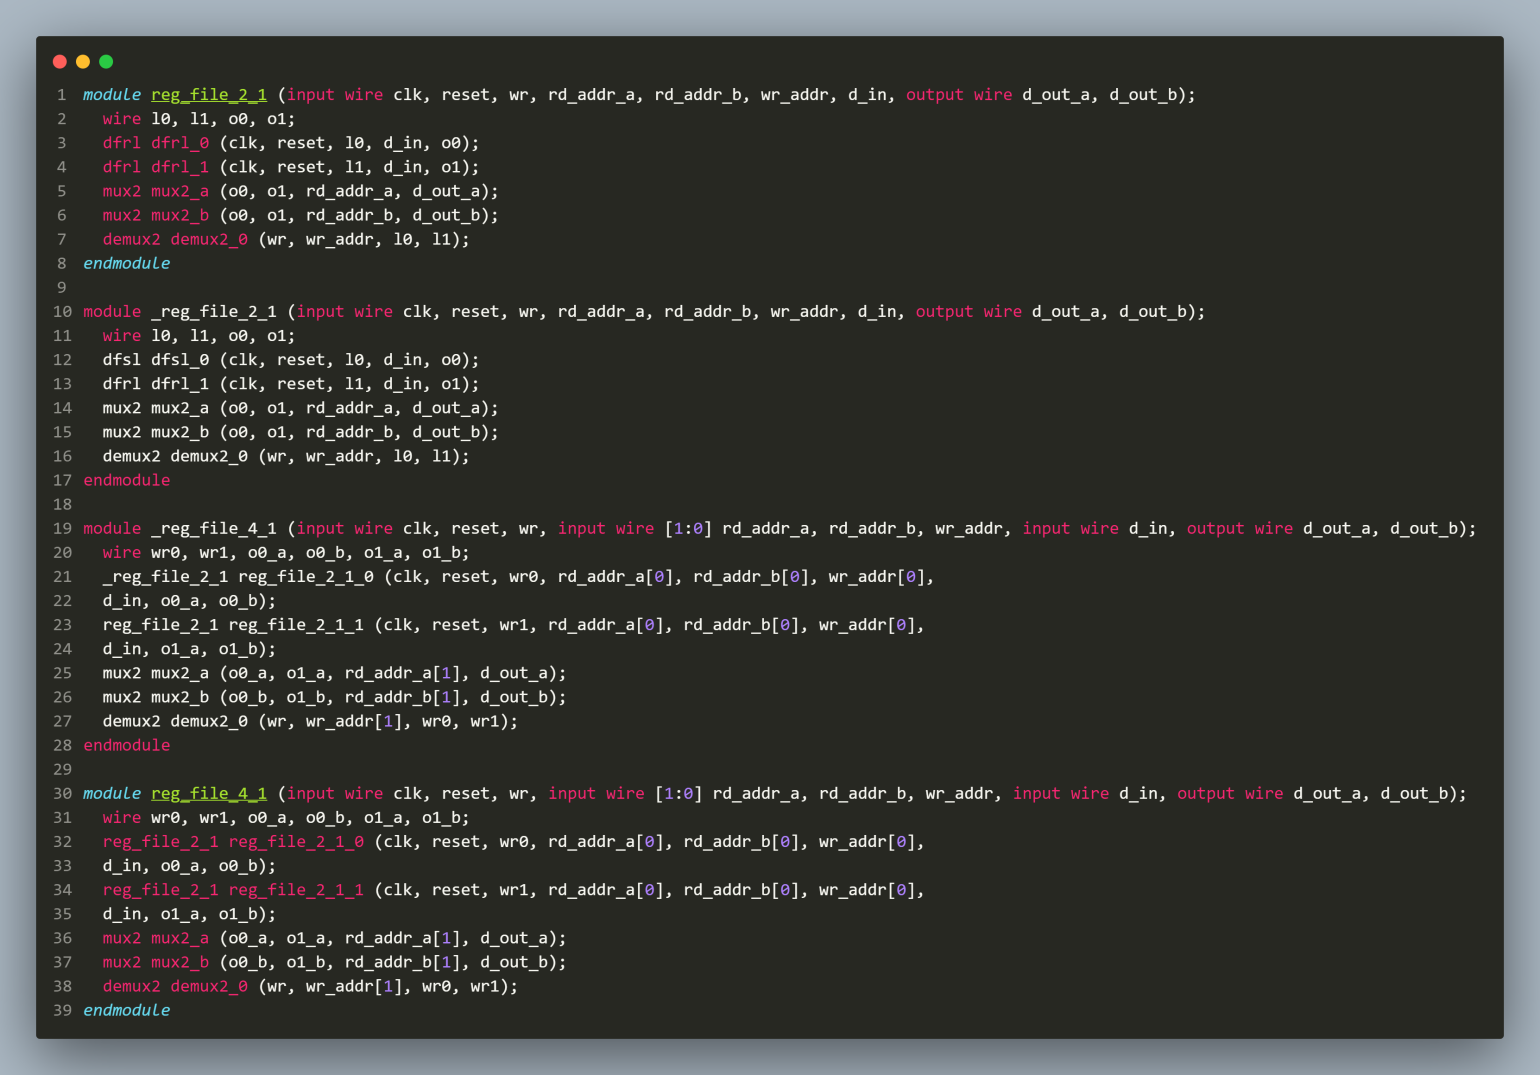 1 module reg_file_2_1 (input wire clk, reset, wr, rd_addr_a, rd_addr_b, wr_addr, d_in, output wire d_out_a, d_out_b);
2   wire l0, l1, o0, o1;
3   dfrl dfrl_0 (clk, reset, l0, d_in, o0);
4   dfrl dfrl_1 (clk, reset, l1, d_in, o1);
5   mux2 mux2_a (o0, o1, rd_addr_a, d_out_a);
6   mux2 mux2_b (o0, o1, rd_addr_b, d_out_b);
7   demux2 demux2_0 (wr, wr_addr, l0, l1);
8 endmodule
9
10 module _reg_file_2_1 (input wire clk, reset, wr, rd_addr_a, rd_addr_b, wr_addr, d_in, output wire d_out_a, d_out_b);
11   wire l0, l1, o0, o1;
12   dfsl dfsl_0 (clk, reset, l0, d_in, o0);
13   dfrl dfrl_1 (clk, reset, l1, d_in, o1);
14   mux2 mux2_a (o0, o1, rd_addr_a, d_out_a);
15   mux2 mux2_b (o0, o1, rd_addr_b, d_out_b);
16   demux2 demux2_0 (wr, wr_addr, l0, l1);
17 endmodule
18
19 module _reg_file_4_1 (input wire clk, reset, wr, input wire [1:0] rd_addr_a, rd_addr_b, wr_addr, input wire d_in, output wire d_out_a, d_out_b);
20   wire wr0, wr1, o0_a, o0_b, o1_a, o1_b;
21   _reg_file_2_1 reg_file_2_1_0 (clk, reset, wr0, rd_addr_a[0], rd_addr_b[0], wr_addr[0],
22   d_in, o0_a, o0_b);
23   reg_file_2_1 reg_file_2_1_1 (clk, reset, wr1, rd_addr_a[0], rd_addr_b[0], wr_addr[0],
24   d_in, o1_a, o1_b);
25   mux2 mux2_a (o0_a, o1_a, rd_addr_a[1], d_out_a);
26   mux2 mux2_b (o0_b, o1_b, rd_addr_b[1], d_out_b);
27   demux2 demux2_0 (wr, wr_addr[1], wr0, wr1);
28 endmodule
29
30 module reg_file_4_1 (input wire clk, reset, wr, input wire [1:0] rd_addr_a, rd_addr_b, wr_addr, input wire d_in, output wire d_out_a, d_out_b);
31   wire wr0, wr1, o0_a, o0_b, o1_a, o1_b;
32   reg_file_2_1 reg_file_2_1_0 (clk, reset, wr0, rd_addr_a[0], rd_addr_b[0], wr_addr[0],
33   d_in, o0_a, o0_b);
34   reg_file_2_1 reg_file_2_1_1 (clk, reset, wr1, rd_addr_a[0], rd_addr_b[0], wr_addr[0],
35   d_in, o1_a, o1_b);
36   mux2 mux2_a (o0_a, o1_a, rd_addr_a[1], d_out_a);
37   mux2 mux2_b (o0_b, o1_b, rd_addr_b[1], d_out_b);
38   demux2 demux2_0 (wr, wr_addr[1], wr0, wr1);
39 endmodule